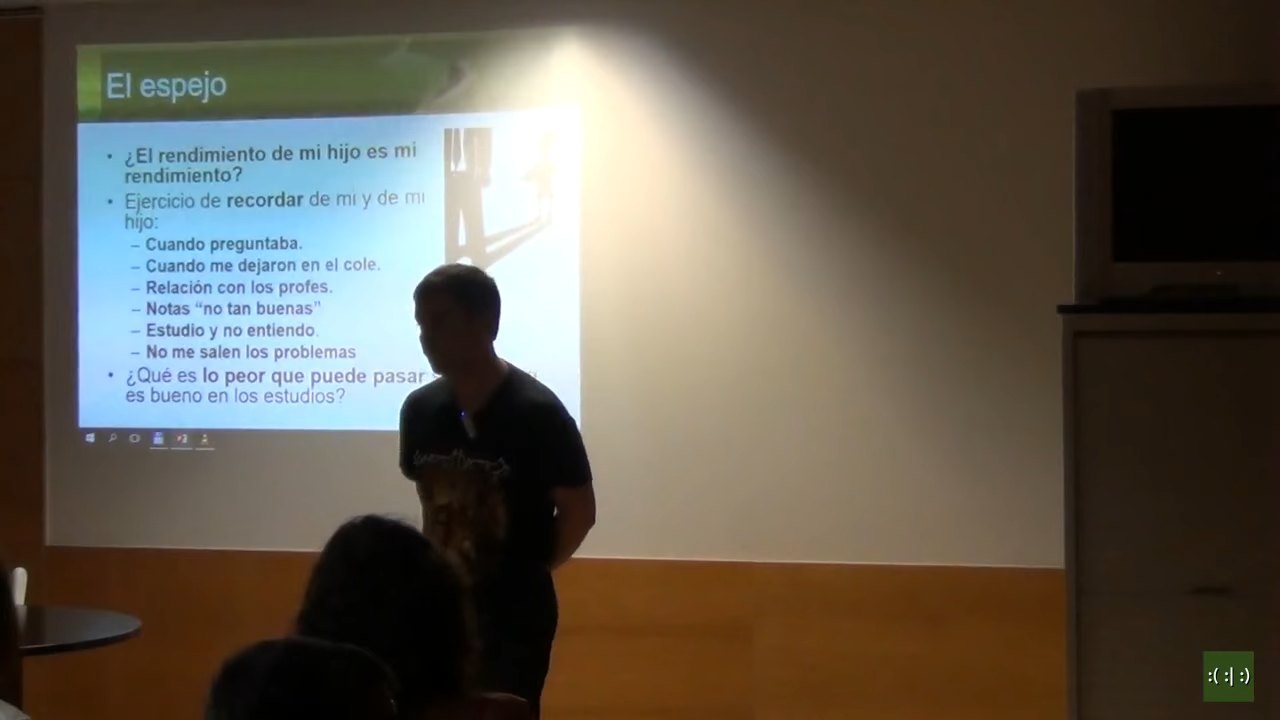 El espejo
• ¿El rendimiento de mi hijo es mi
rendimiento?
• Ejercicio de recordar de mi y de mi
hijo:
– Cuando preguntaba.
– Cuando me dejaron en el cole.
– Relación con los profes.
– Notas “no tan buenas”
– Estudio y no entiendo.
– No me salen los problemas
• ¿Qué es lo peor que puede pasar
es bueno en los estudios?
:( :| :)